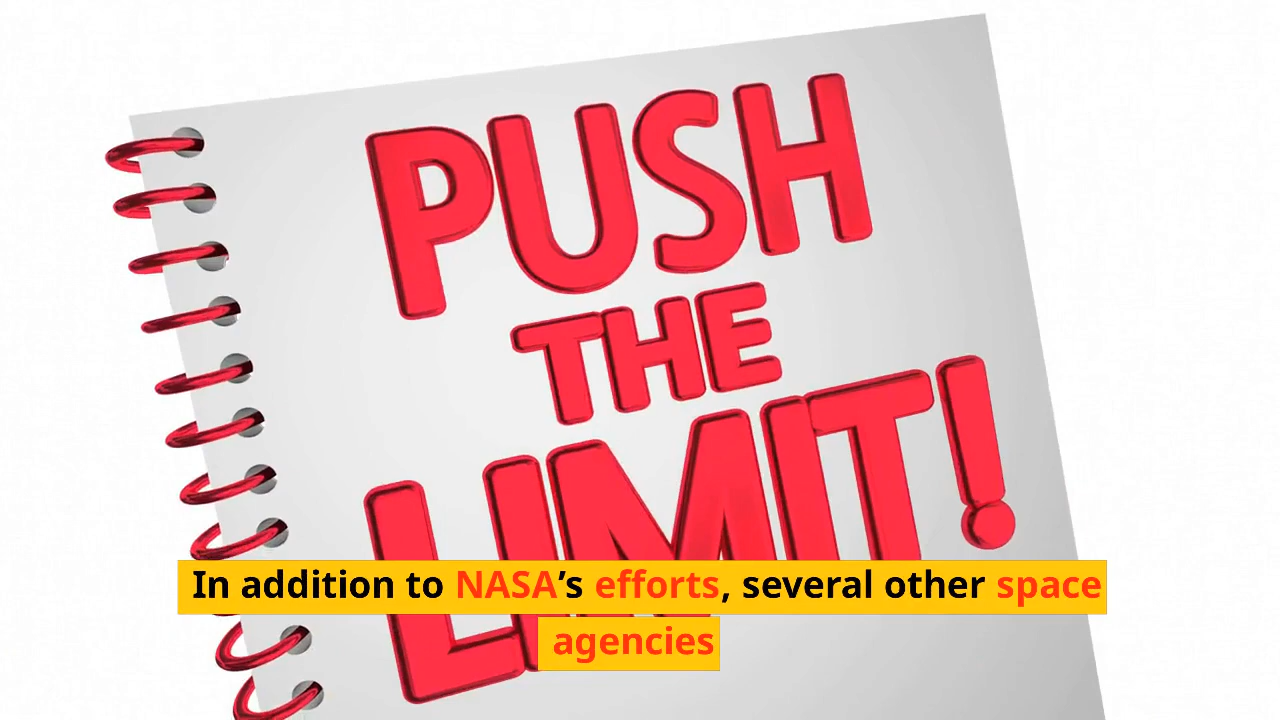 PUSH
THE
LIMIT!
In addition to NASA’s efforts, several other space
agencies